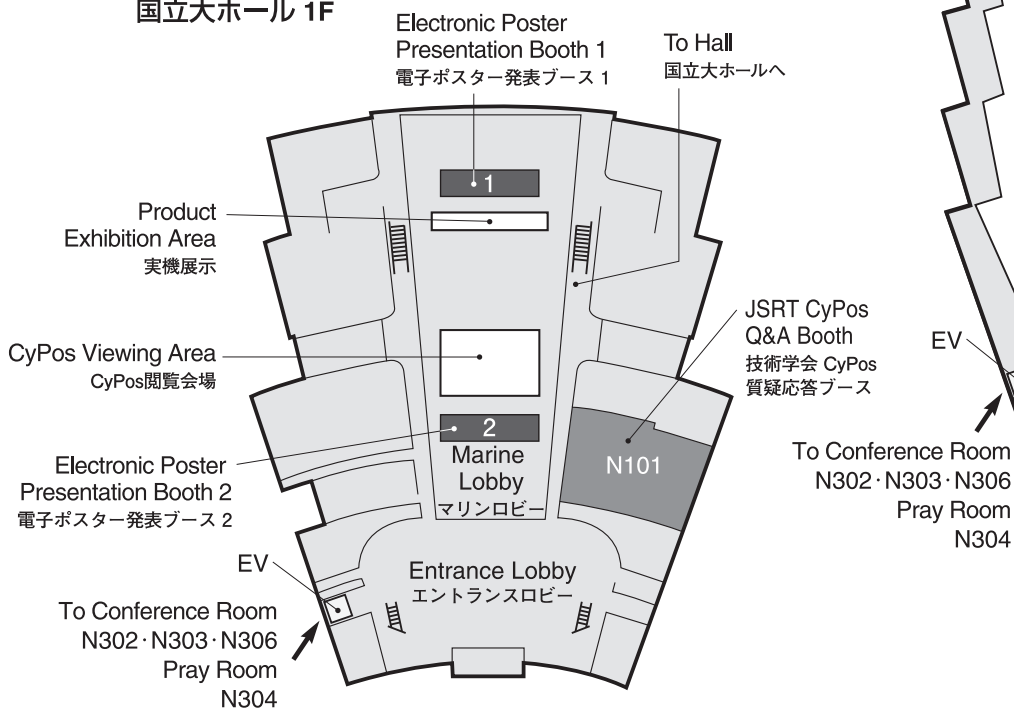 国立大ホール 1F
Electronic Poster
Presentation Booth 1
電子ポスター発表ブース 1
To Hall
国立大ホールへ
1
Product
Exhibition Area
実機展示
CyPos Viewing Area
CyPos閲覧会場
JSRT CyPos
Q&A Booth
技術学会 CyPos
質疑応答ブース
2
Marine
Lobby
マリンロビー
N101
Electronic Poster
Presentation Booth 2
電子ポスター発表ブース 2
EV
To Conference Room
N302·N303·N306
Pray Room
N304
Entrance Lobby
エントランスロビー
EV
To Conference Room
N302·N303·N306
Pray Room
N304